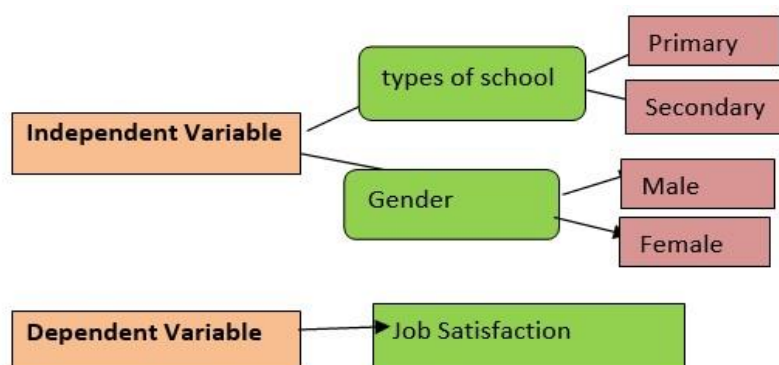 Primary
types of school
Secondary
Independent Variable
Male
Gender
Female
Dependent Variable
Job Satisfaction